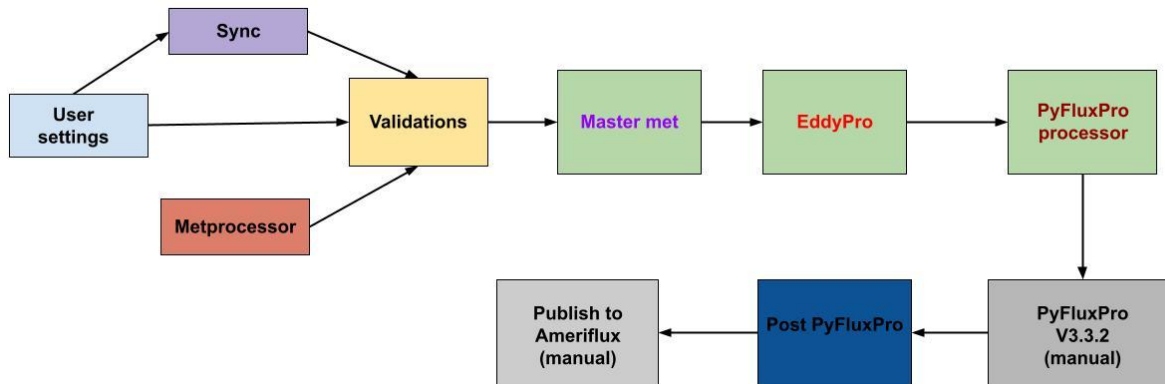 Sync
User
settings
Validations
Master met
EddyPro
PyFluxPro
processor
Metprocessor
Publish to
Ameriflux
(manual)
Post PyFluxPro
PyFluxPro
V3.3.2
(manual)